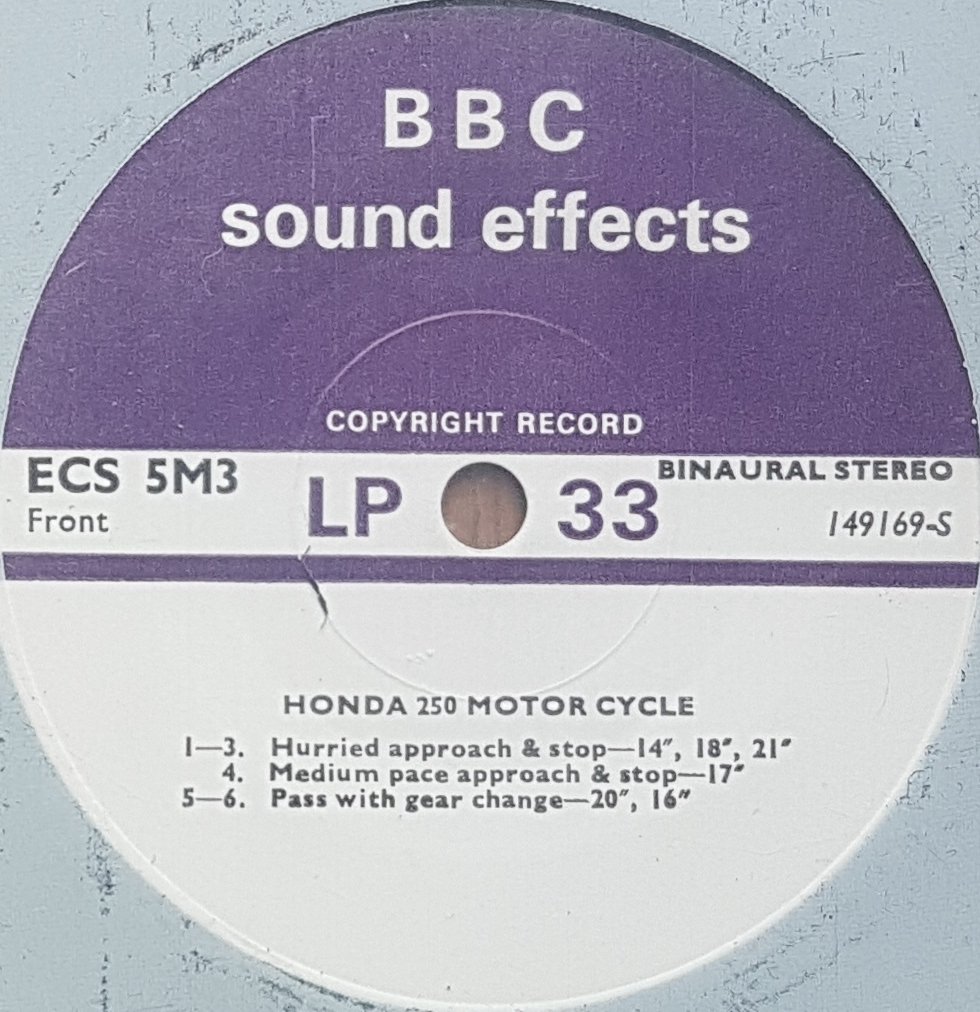 BBC
sound effects
COPYRIGHT RECORD
ECS 5M3
Front
LP 33
BINAURAL STEREO
149169-S
HONDA 250 MOTOR CYCLE
1—3. Hurried approach & stop—14″, 18″, 21″
4. Medium pace approach & stop—17″
5—6. Pass with gear change—20″, 16″